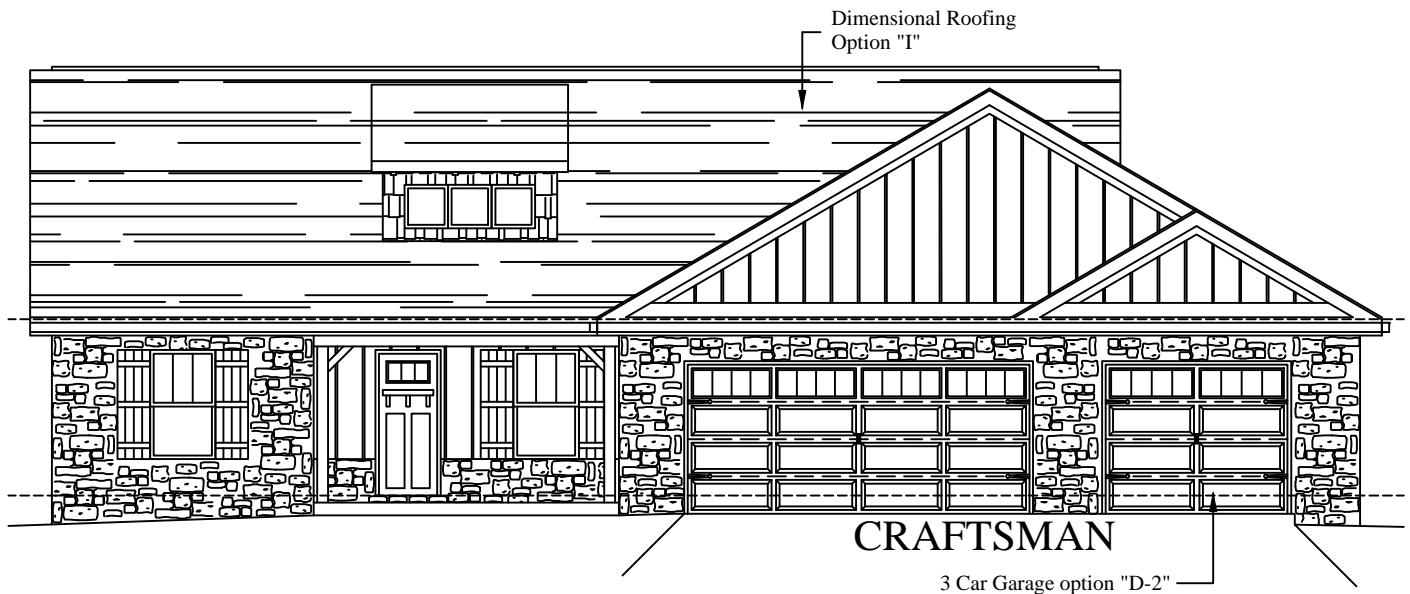 Dimensional Roofing
Option "I"
CRAFTSMAN
3 Car Garage option "D-2"